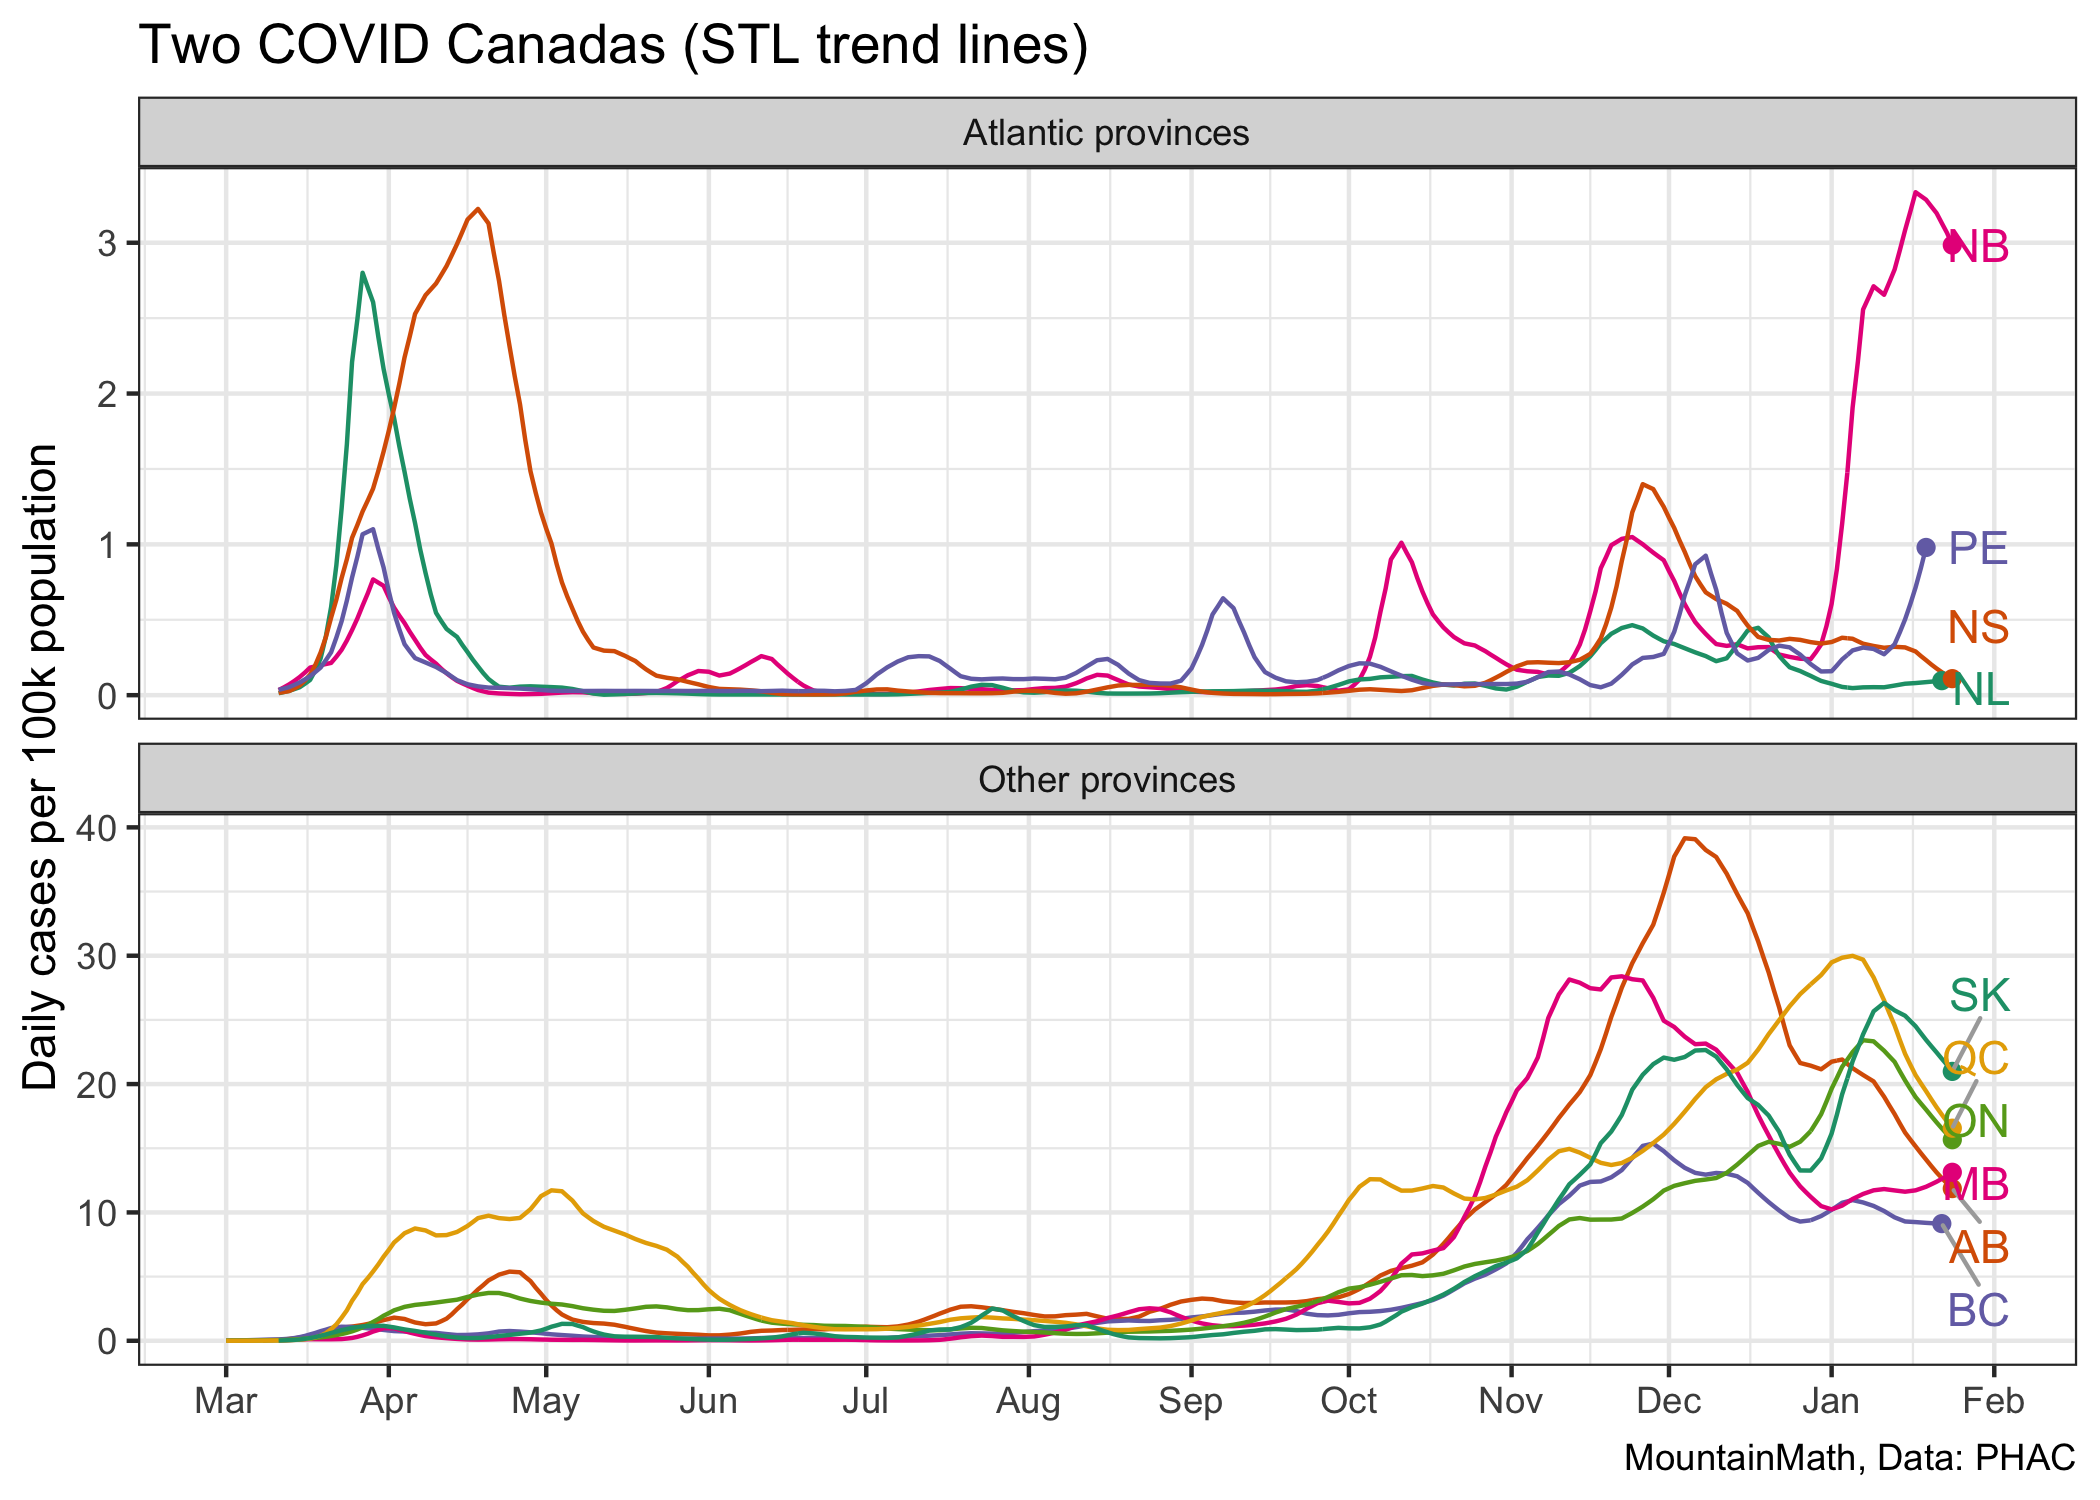 Two COVID Canadas (STL trend lines)
Atlantic provinces
3
2
1
0
NB
PE
NS
NL
Daily cases per 100k population
Other provinces
40
30
20
10
0
SK
QC
ON
MB
AB
BC
Mar Apr May Jun Jul Aug Sep Oct Nov Dec Jan Feb
MountainMath, Data: PHAC